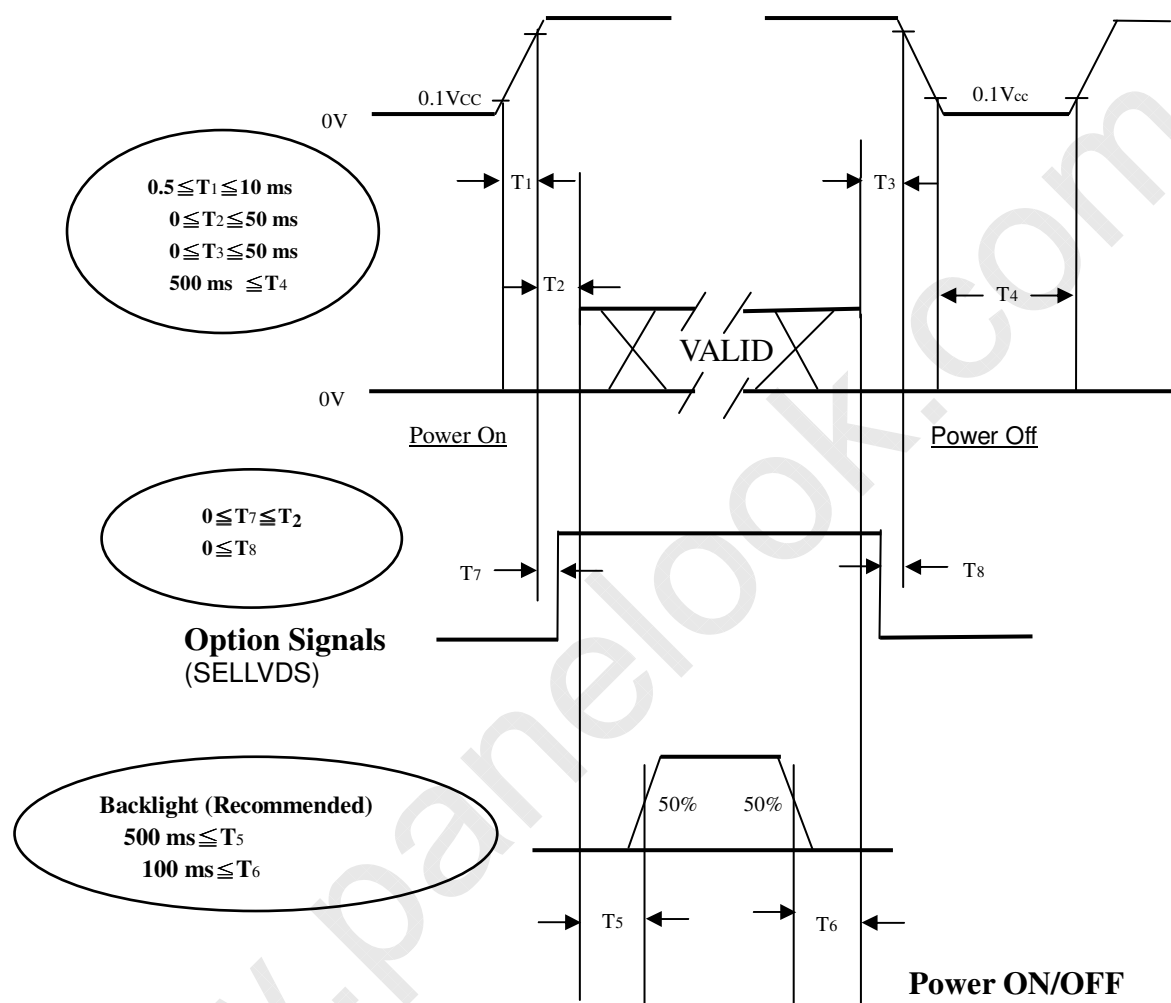 0.1VCC
0.1Vcc
0V
0.5≦T1≦10 ms
0≦T2≦50 ms
0≦T3≦50 ms
500 ms ≦T4
T1
T3
T2
T4
VALID
0V
Power On
Power Off
0≦T7≦T2
0≦T8
T7
T8
Option Signals
(SELLVDS)
Backlight (Recommended)
500 ms≦T5
100 ms≦T6
50%
50%
T5
T6
Power ON/OFF
www.panelook.com